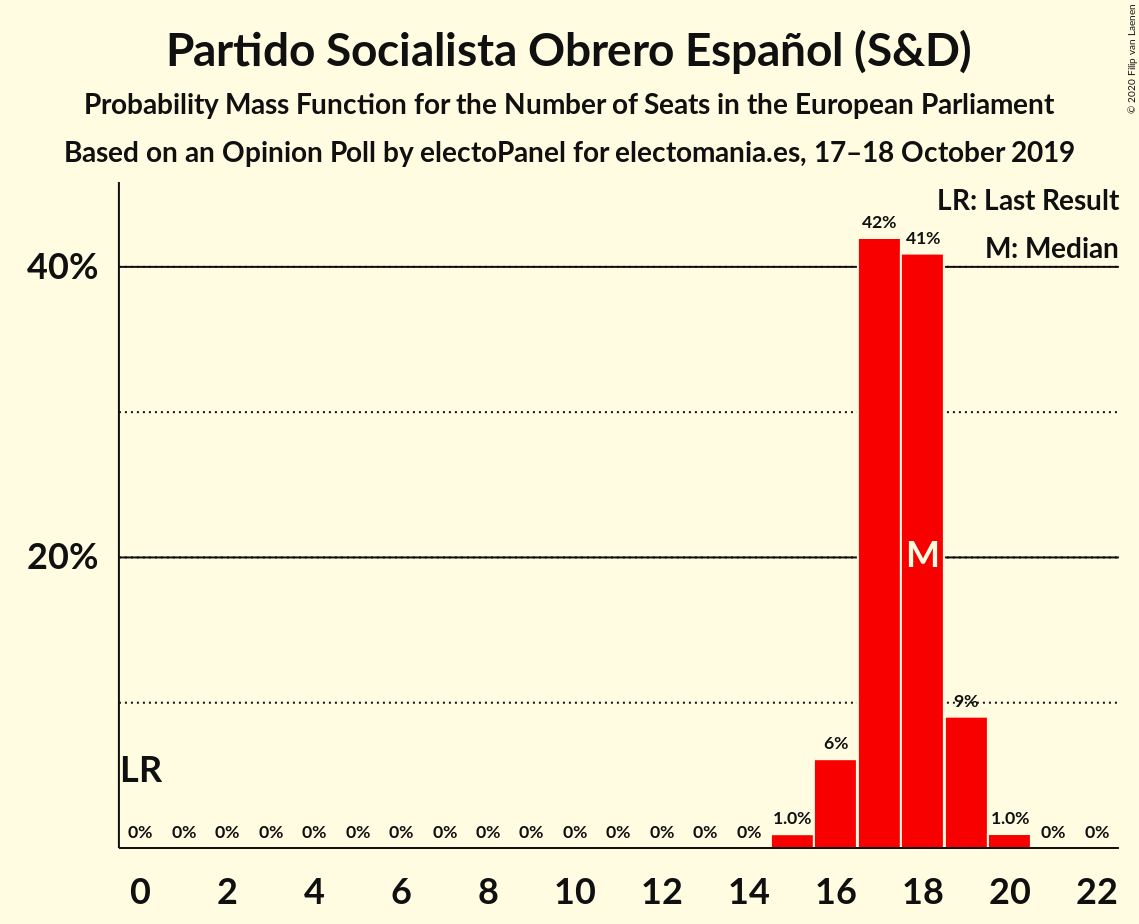 Partido Socialista Obrero Español (S&D)
Probability Mass Function for the Number of Seats in the European Parliament
Based on an Opinion Poll by electoPanel for electomania.es, 17–18 October 2019
© 2020 Filip van Laenen
LR: Last Result
M: Median
42%
41%
40%
20%
M
9%
6%
LR
0% 0% 0% 0% 0% 0% 0% 0% 0% 0% 0% 0% 0% 0% 0% 1.0% 1.0% 0% 0%
0 2 4 6 8 10 12 14 16 18 20 22